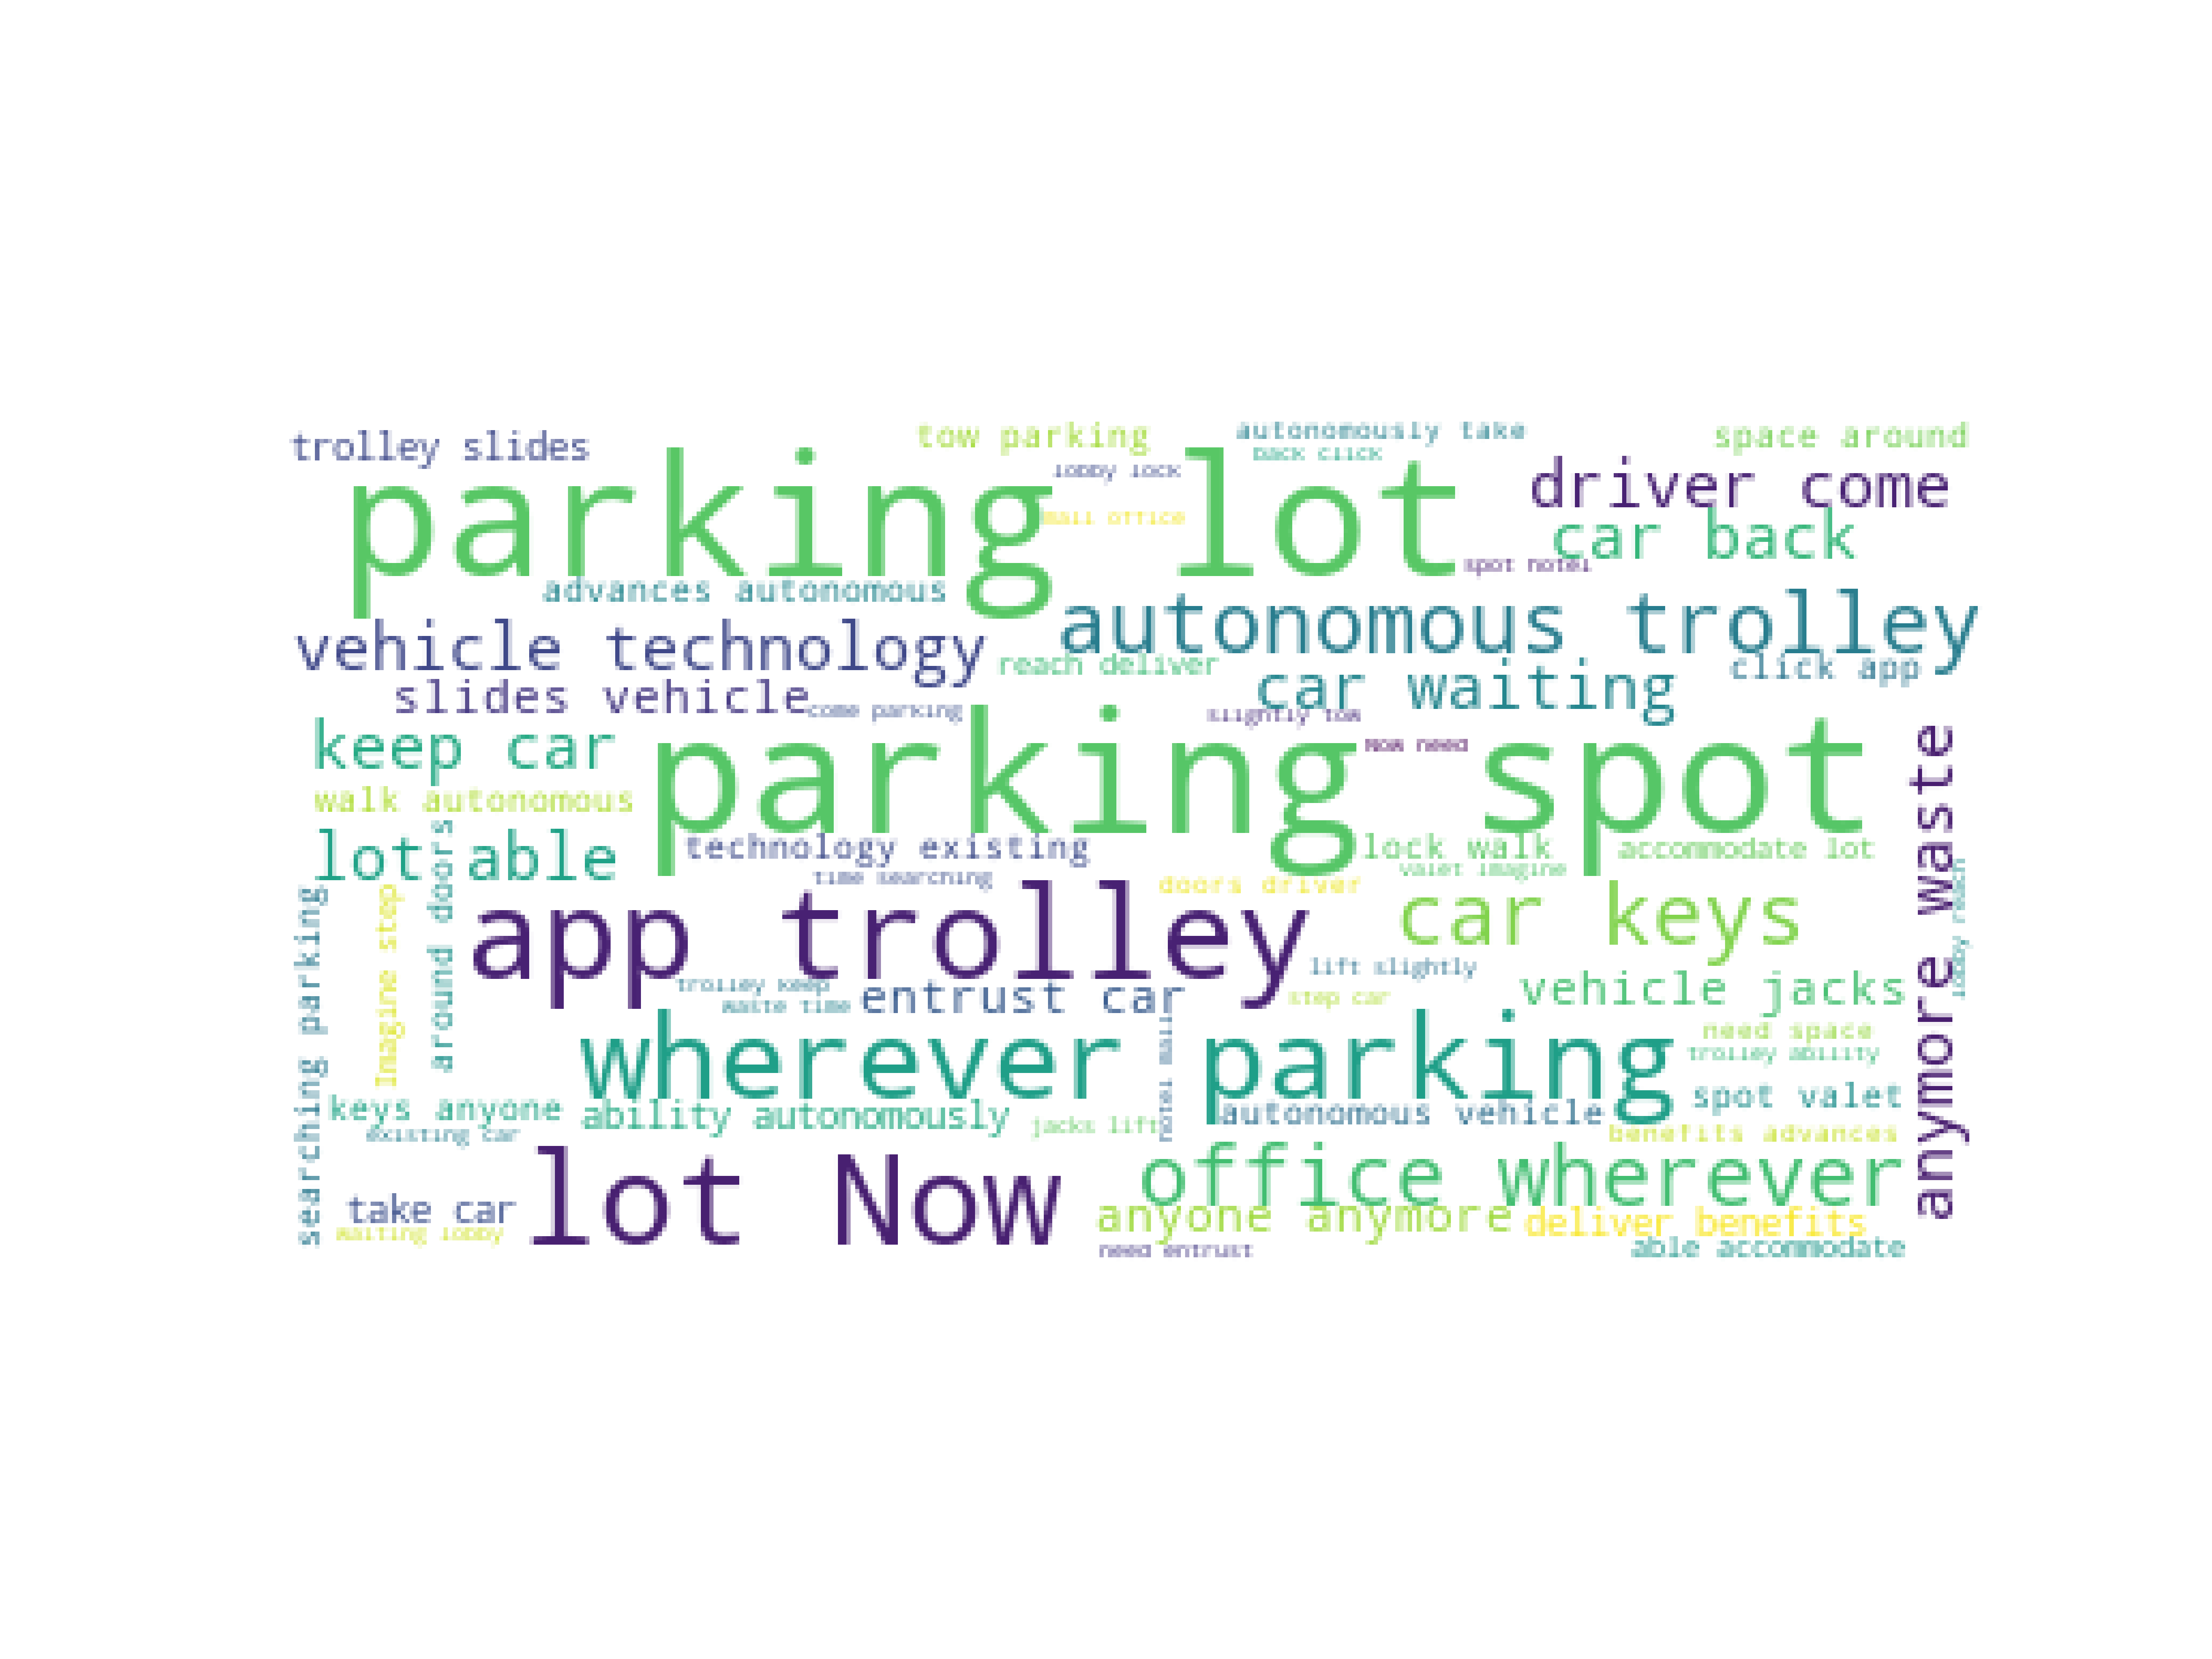 trolley slides
tow parking
autonomously take
space around
lobby lock
back click
parking lot
driver come
mall office
car back
spot hotel
advances autonomous
autonomous trolley
vehicle technology
reach deliver
click app
car waiting
slides vehicle
come parking
slightly tow
parking spot
keep car
Now need
anymore waste
walk autonomous
lot able
around doors
technology existing
lock walk
accommodate lot
valet imagine
time searching
doors driver
lobby reach
searching parking
Imagine step
app trolley
car keys
lift slightly
trolley keep
waste time
entrust car
step car
vehicle jacks
wherever parking
hotel mall
need space
trolley ability
spot valet
keys anyone
ability autonomously
jacks lift
autonomous vehicle
existing car
benefits advances
lot Now
office wherever
take car
waiting lobby
anyone anymore
deliver benefits
need entrust
able accommodate